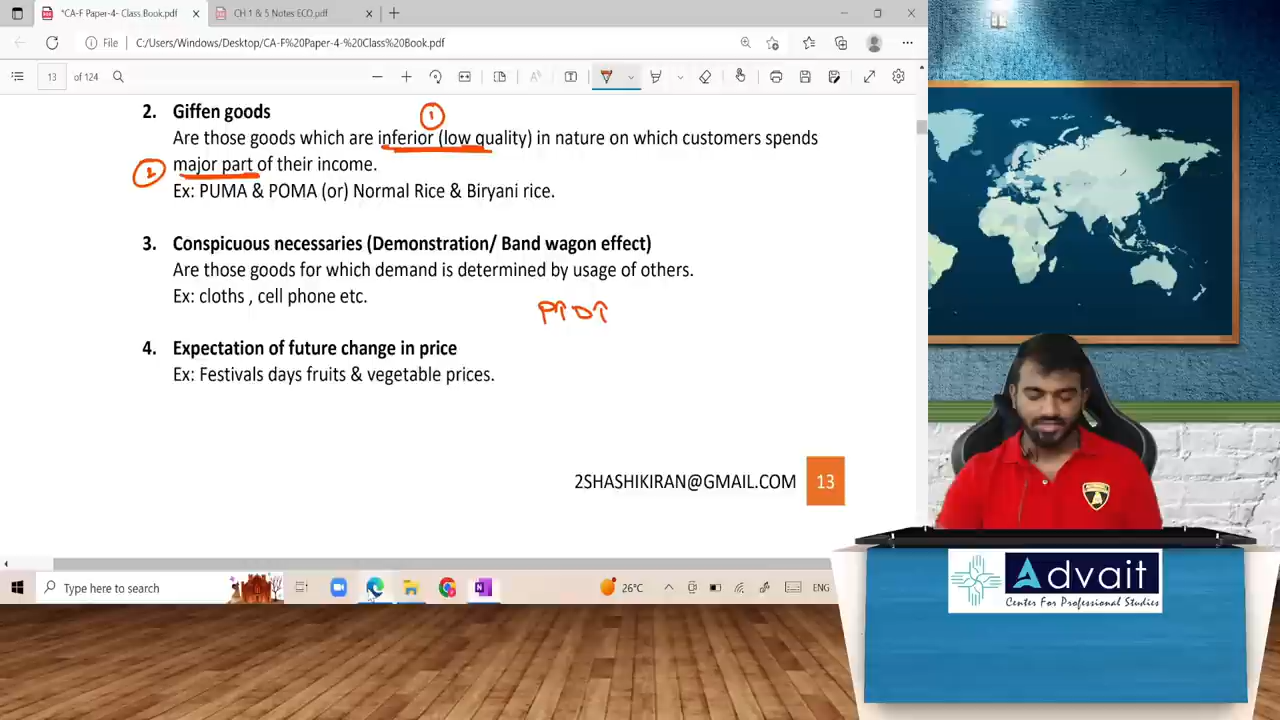 *CA-F Paper-4- Class Book.pdf
CH 1 & 5 Notes ECO.pdf
File
C:/Users/Windows/Desktop/CA-F%20Paper-4-%20Class%20Book.pdf
13 of 124
2. Giffen goods
1
Are those goods which are inferior (low quality) in nature on which customers spends
2
major part of their income.
Ex: PUMA & POMA (or) Normal Rice & Biryani rice.
3. Conspicuous necessaries (Demonstration/ Band wagon effect)
Are those goods for which demand is determined by usage of others.
Ex: cloths , cell phone etc.
P↑ D↑
4. Expectation of future change in price
Ex: Festivals days fruits & vegetable prices.
2SHASHIKIRAN@GMAIL.COM 13
Type here to search
26°C
ENG
Advait
Center For Professional Studies